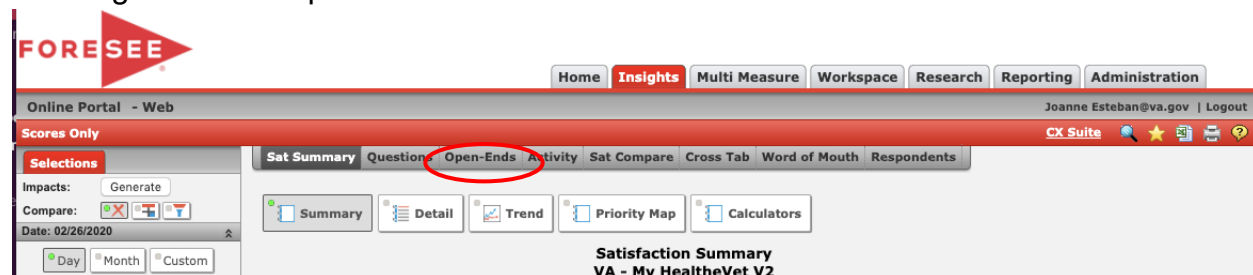 FORESEE
Home Insights Multi Measure Workspace Research Reporting Administration
Online Portal - Web Joanne Esteban@va.gov | Logout
Scores Only CX Suite
Selections Sat Summary Questions Open-Ends Activity Sat Compare Cross Tab Word of Mouth Respondents
Impacts: Generate
Compare:
Summary Detail Trend Priority Map Calculators
Date: 02/26/2020
Day Month Custom
Satisfaction Summary
VA - My HealtheVet V2